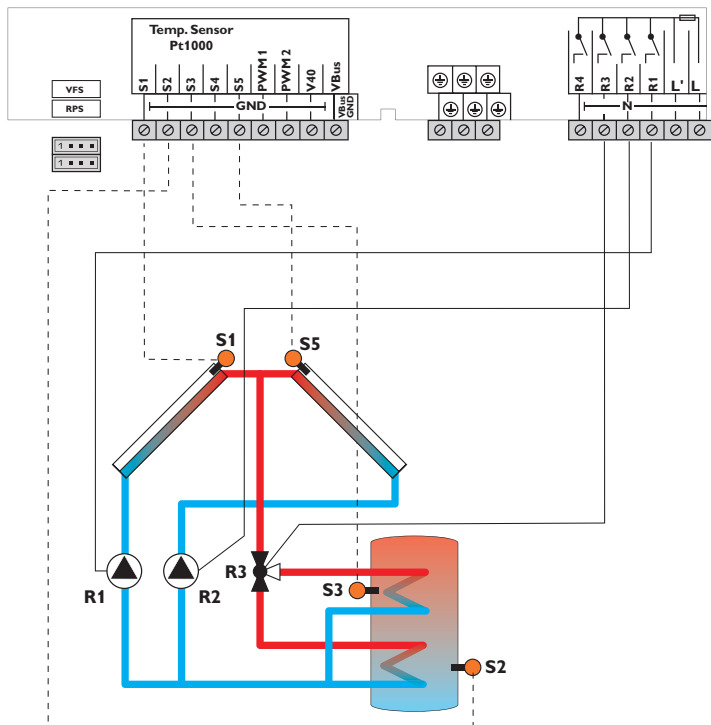 Temp. Sensor
Pt1000
S1 S2 S3 S4 S5 PWM 1 PWM 2 V40 VBus
GND
VBus
GND
R4 R3 R2 R1 L' L
N
VFS
RPS
1
1
S1
S5
R1
R2
R3
S3
S2